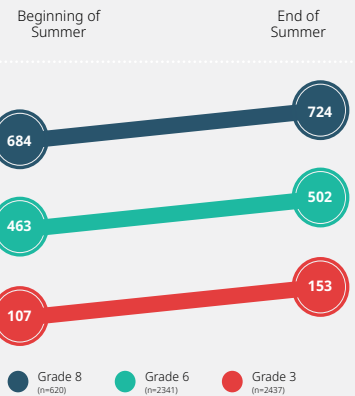 Beginning of
Summer
End of
Summer
684
724
463
502
107
153
Grade 8
(n=620)
Grade 6
(n=2341)
Grade 3
(n=2437)